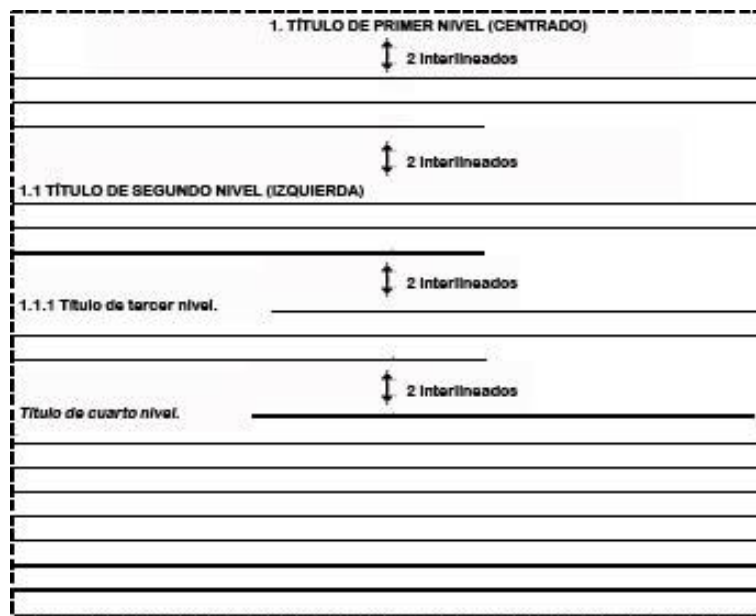 1. TÍTULO DE PRIMER NIVEL (CENTRADO)
2 Interlineados
2 Interlineados
1.1 TÍTULO DE SEGUNDO NIVEL (IZQUIERDA)
2 Interlineados
1.1.1 Título de tercer nivel.
2 Interlineados
Título de cuarto nivel.